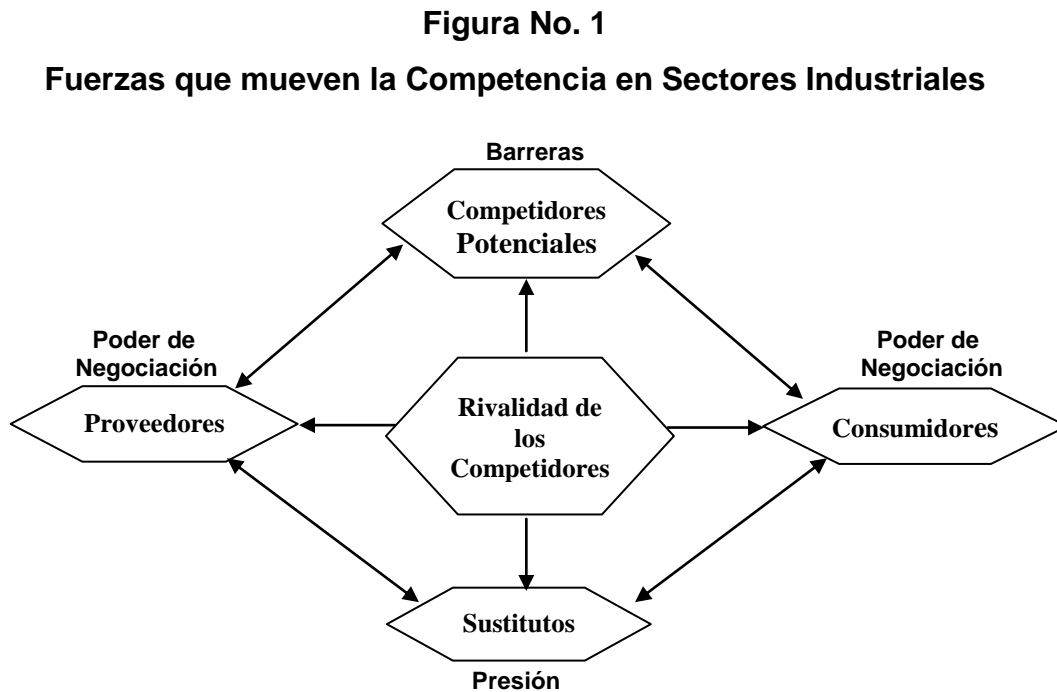 Figura No. 1
Fuerzas que mueven la Competencia en Sectores Industriales
Barreras
Competidores
Potenciales
Poder de
Negociación
Proveedores
Rivalidad de
los
Competidores
Poder de
Negociación
Consumidores
Sustitutos
Presión